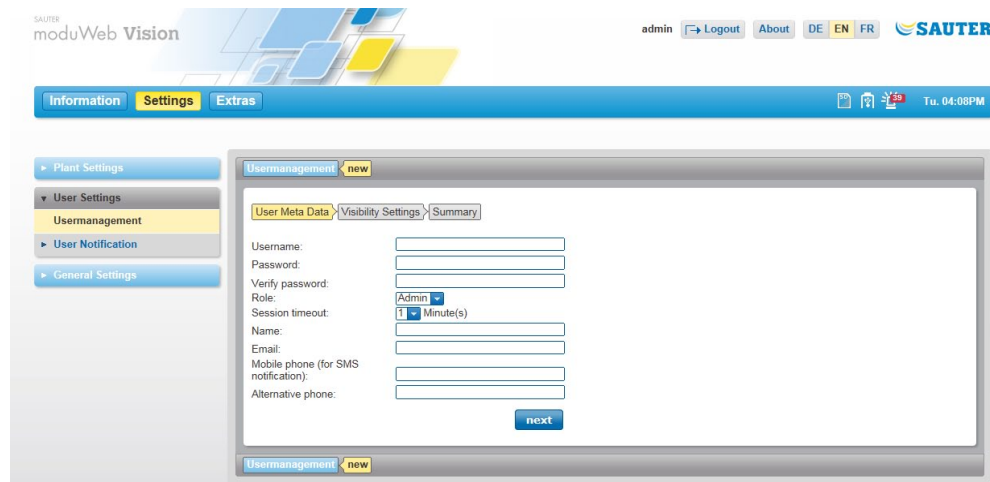 SAUTER
moduWeb Vision
admin Logout About DE EN FR SAUTER
Information Settings Extras
39 Tu. 04:08PM
Plant Settings
User Settings
Usermanagement
User Notification
General Settings
Usermanagement new
User Meta Data Visibility Settings Summary
Username:
Password:
Verify password:
Role: Admin
Session timeout: 1 Minute(s)
Name:
Email:
Mobile phone (for SMS
notification):
Alternative phone:
next
Usermanagement new